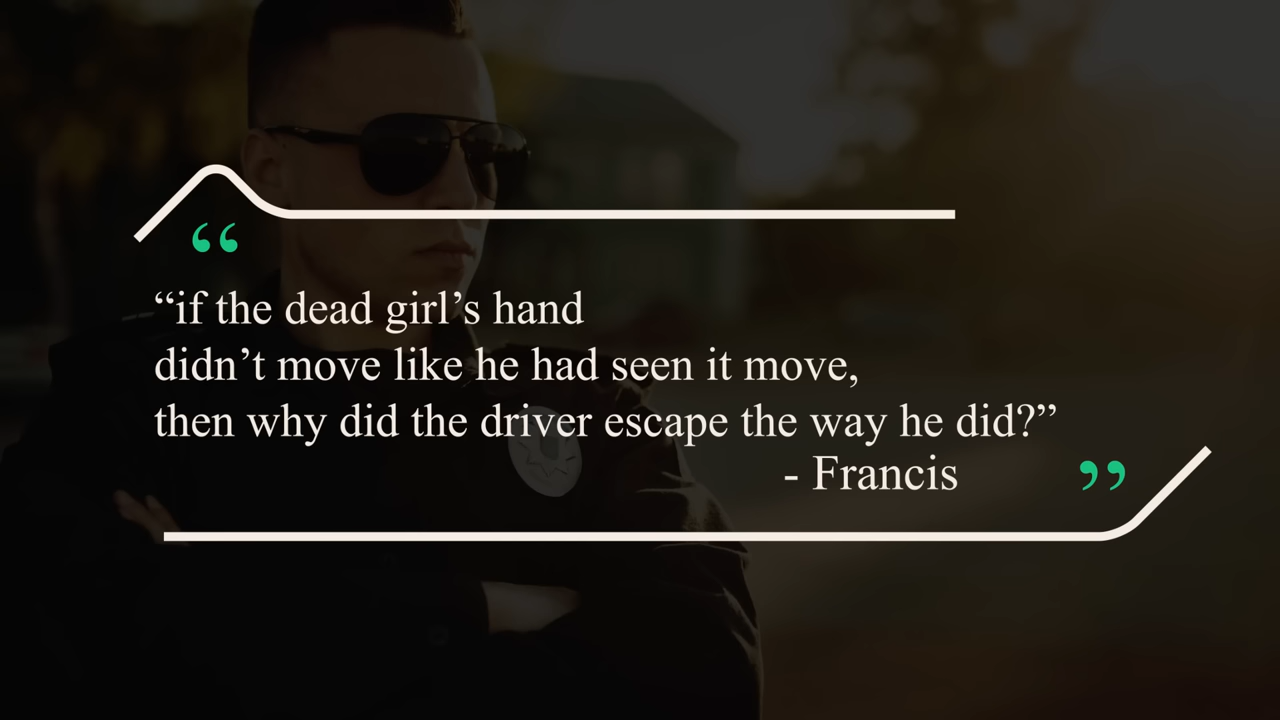 “if the dead girl’s hand
didn’t move like he had seen it move,
then why did the driver escape the way he did?”
- Francis